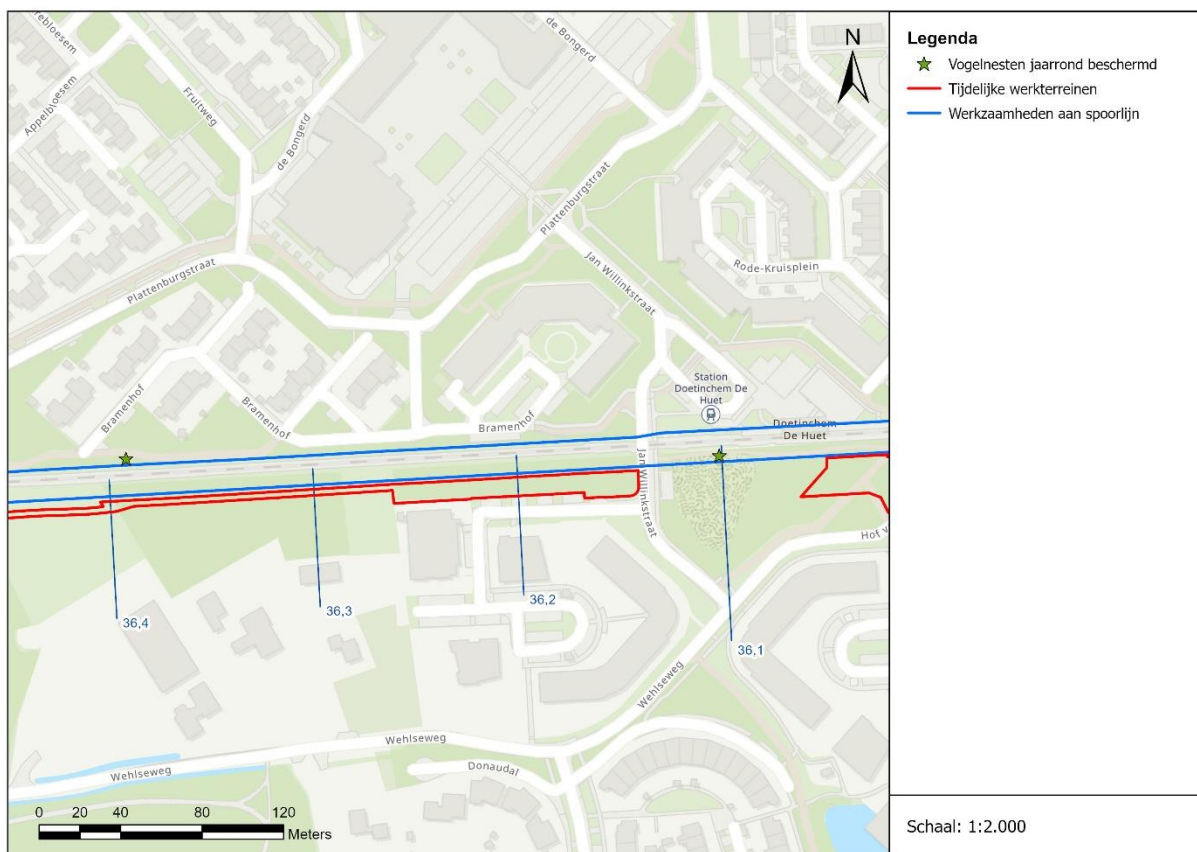 rebloesem
Appelbloesem
Fruitweg
de Bongerd
de Bongerd
Plattenburgstraat
Plattenburgstraat
Jan Willinkstraat
Rode-Kruisplein
Bramenhof
Bramenhof
Bramenhof
Station
Doetinchem De
Huet
Doetinchem
De Huet
Jan Willinkstraat
Hof v
36,4
36,3
36,2
36,1
Wehlseweg
Wehlseweg
Wehlseweg
Donaudal
N
0 20 40 80 120
Meters
Legenda
Vogelnesten jaarrond beschermd
Tijdelijke werkterreinen
Werkzaamheden aan spoorlijn
Schaal: 1:2.000